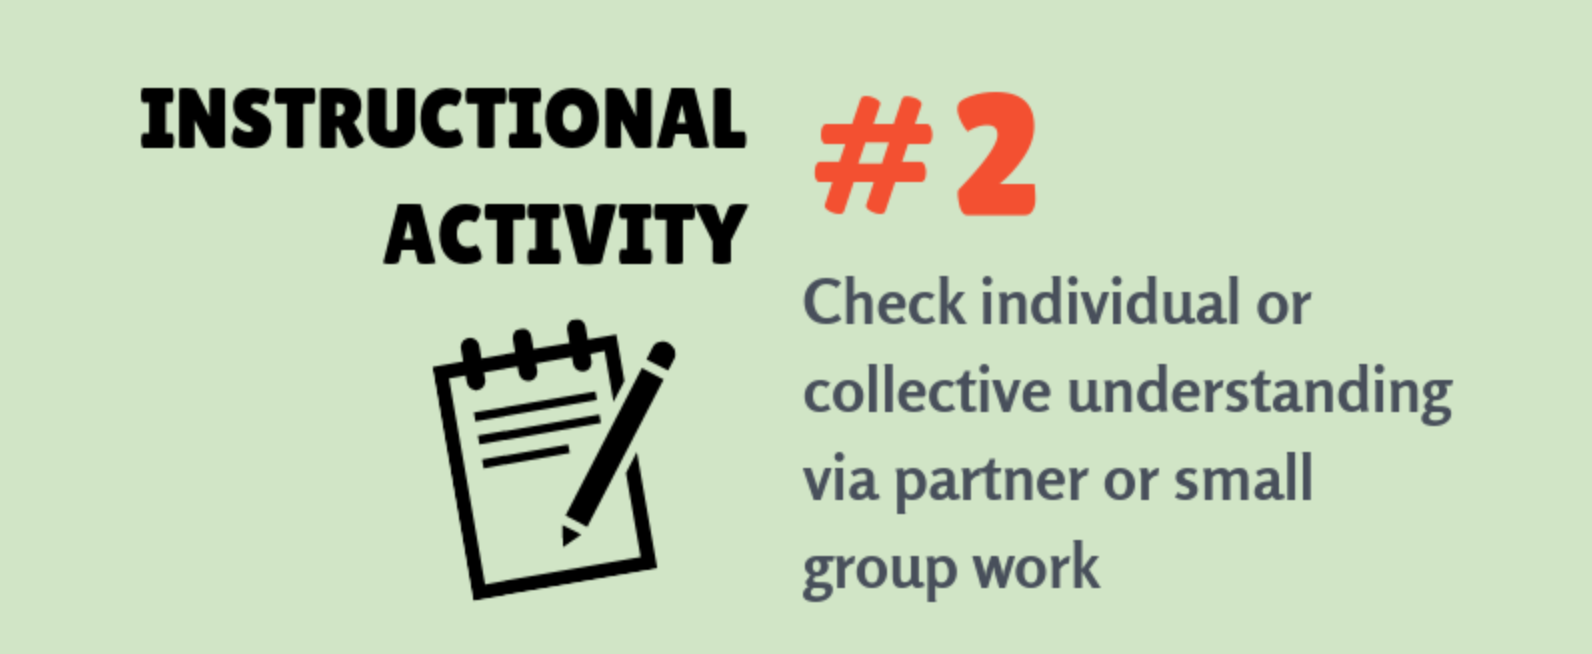 INSTRUCTIONAL
ACTIVITY
#2
Check individual or
collective understanding
via partner or small
group work